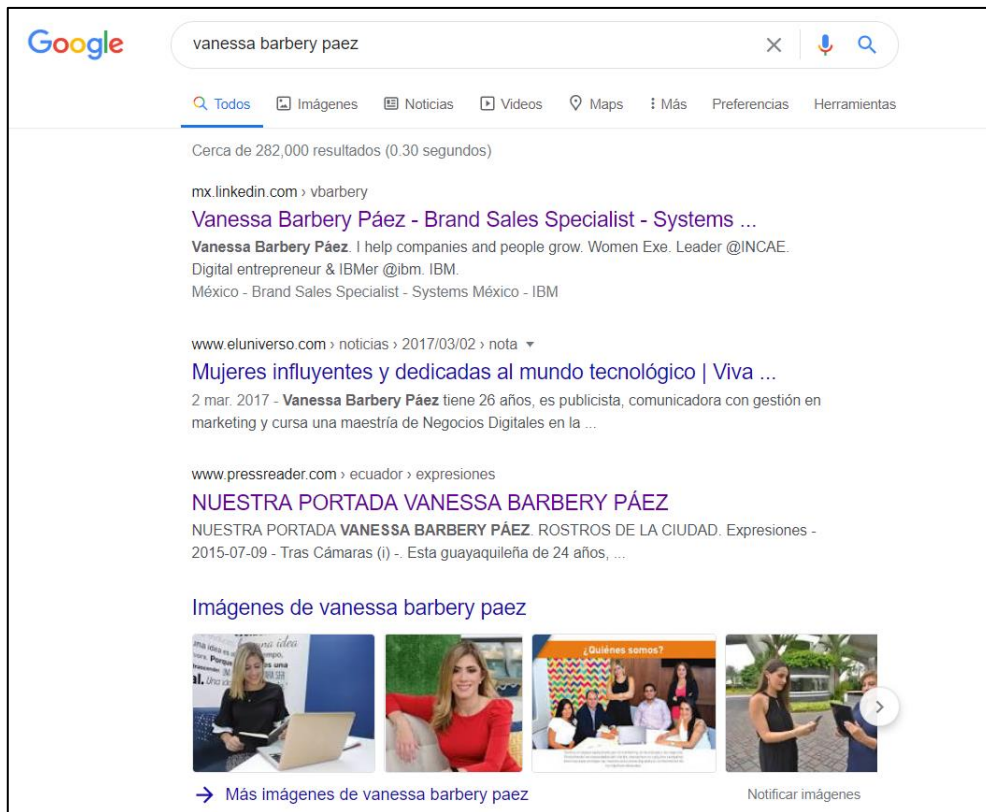 Google
vanessa barbery paez
Todos Imágenes Noticias Videos Maps Más Preferencias Herramientas
Cerca de 282,000 resultados (0.30 segundos)
mx.linkedin.com › vbarbery
Vanessa Barbery Páez - Brand Sales Specialist - Systems ...
Vanessa Barbery Páez. I help companies and people grow. Women Exe. Leader @INCAE.
Digital entrepreneur & IBMer @ibm. IBM.
México - Brand Sales Specialist - Systems México - IBM
www.eluniverso.com › noticias › 2017/03/02 › nota
Mujeres influyentes y dedicadas al mundo tecnológico | Viva ...
2 mar. 2017 - Vanessa Barbery Páez tiene 26 años, es publicista, comunicadora con gestión en
marketing y cursa una maestría de Negocios Digitales en la ...
www.pressreader.com › ecuador › expresiones
NUESTRA PORTADA VANESSA BARBERY PÁEZ
NUESTRA PORTADA VANESSA BARBERY PÁEZ. ROSTROS DE LA CIUDAD. Expresiones -
2015-07-09 - Tras Cámaras (i) -. Esta guayaquileña de 24 años, ...
Imágenes de vanessa barbery paez
¿Quiénes somos?
Más imágenes de vanessa barbery paez
Notificar imágenes